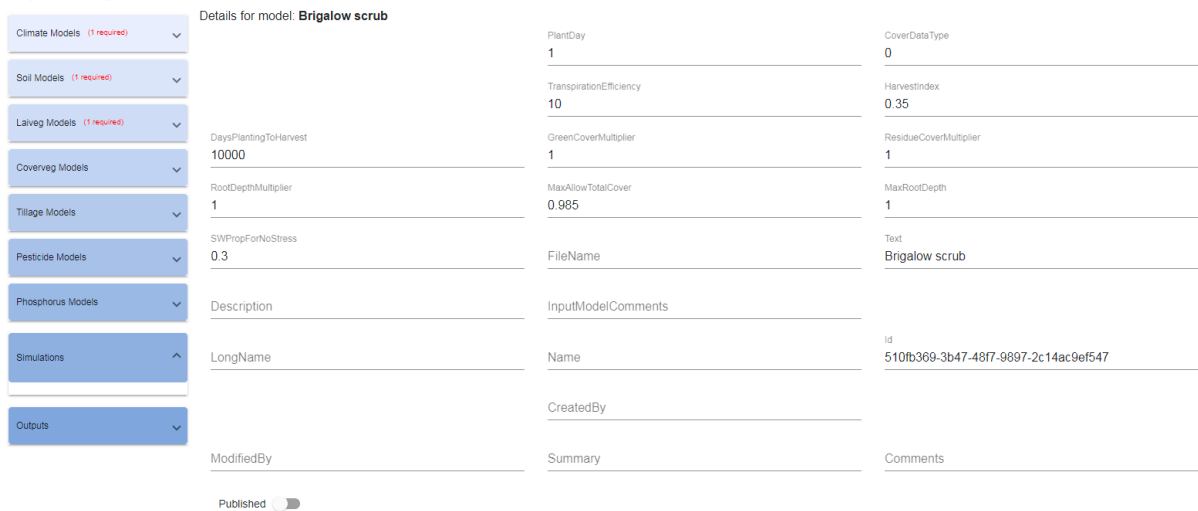 Details for model: Brigalow scrub
Climate Models (1 required)
Soil Models (1 required)
Laiveg Models (1 required)
Coverveg Models
Tillage Models
Pesticide Models
Phosphorus Models
Simulations
Outputs
PlantDay
1
CoverDataType
0
TranspirationEfficiency
10
HarvestIndex
0.35
DaysPlantingToHarvest
10000
GreenCoverMultiplier
1
ResidueCoverMultiplier
1
RootDepthMultiplier
1
MaxAllowTotalCover
0.985
MaxRootDepth
1
SWPropForNoStress
0.3
FileName
Text
Brigalow scrub
Description
InputModelComments
LongName
Name
Id
510fb369-3b47-48f7-9897-2c14ac9ef547
CreatedBy
ModifiedBy
Summary
Comments
Published